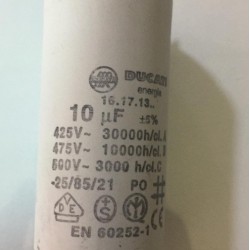 DUCATI
energia
16.17.13...
10 µF ±5%
425V~ 30000h/cl.A
475V~ 10000h/cl.B
500V~ 3000 h/cl.C
-25/85/21 P0
EN 60252-1